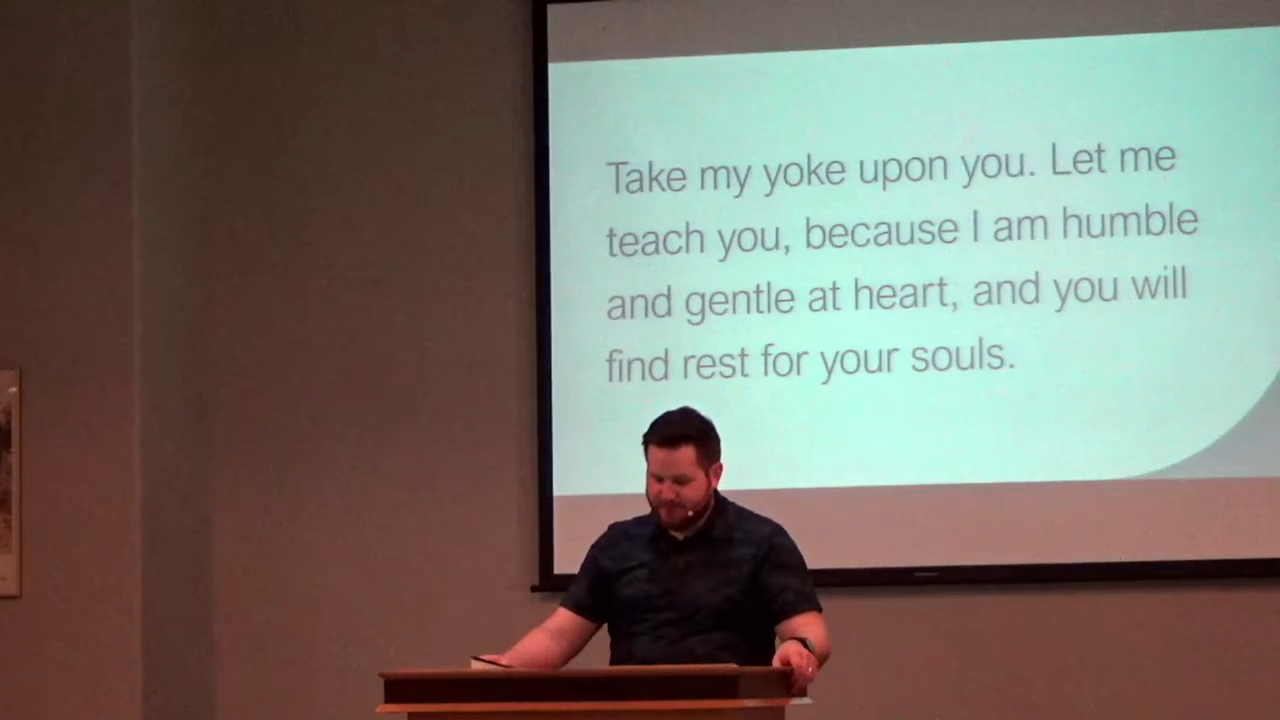 Take my yoke upon you. Let me
teach you, because I am humble
and gentle at heart, and you will
find rest for your souls.